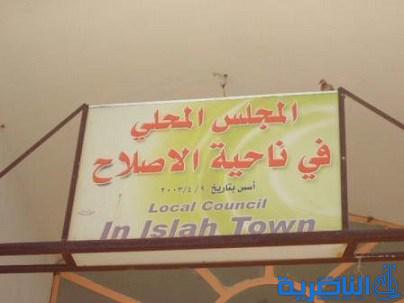 المجلس المحلي
في ناحية الاصلاح
أسس بتاريخ ٢٠٠٣/٤/٩
Local Council
In Islah Town
الناصرية